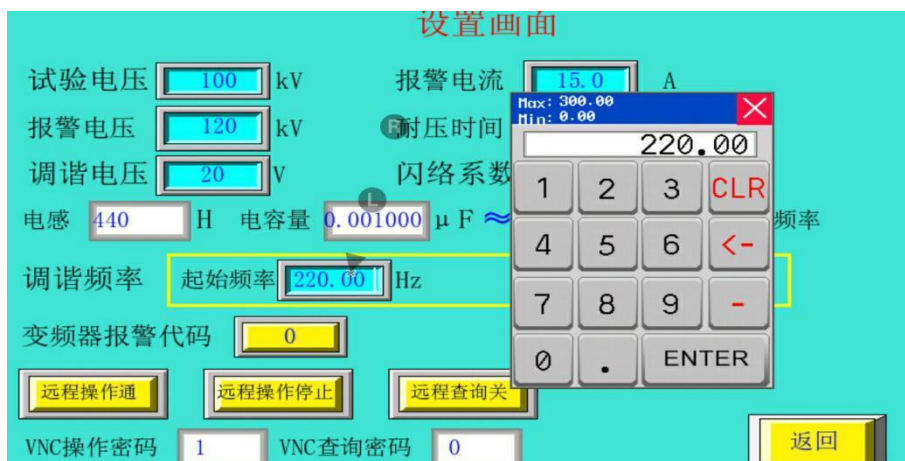 设置画面
试验电压 100 kV 报警电流 15.0 A
报警电压 120 kV R 耐压时间
调谐电压 20 V 闪络系数
电感 440 H 电容量 0.001000 μF ≈ 频率
调谐频率 起始频率 220.00 Hz
变频器报警代码 0
远程操作通 远程操作停止 远程查询关
VNC操作密码 1 VNC查询密码 0 返回
Max: 300.00
Min: 0.00
220.00
1 2 3 CLR
4 5 6 <-
7 8 9 -
0 . ENTER
L